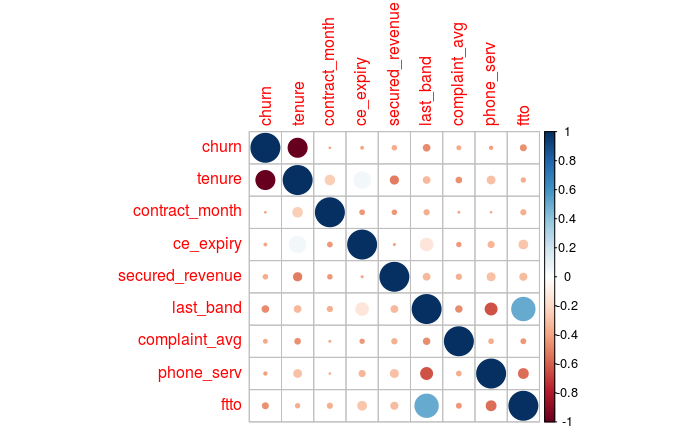 churn
tenure
contract_month
ce_expiry
secured_revenue
last_band
complaint_avg
phone_serv
ftto
churn
tenure
contract_month
ce_expiry
secured_revenue
last_band
complaint_avg
phone_serv
ftto
1
0.8
0.6
0.4
0.2
0
-0.2
-0.4
-0.6
-0.8
-1